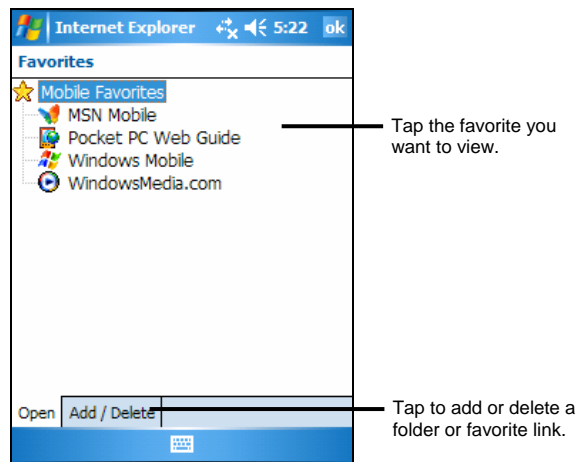 Internet Explorer 5:22 ok
Favorites
Mobile Favorites
MSN Mobile
Pocket PC Web Guide
Windows Mobile
WindowsMedia.com
Tap the favorite you
want to view.
Open Add / Delete
Tap to add or delete a
folder or favorite link.